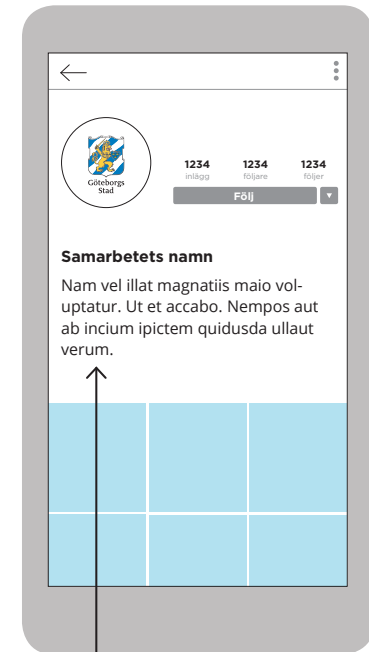 Göteborgs
Stad
1234 1234 1234
inlägg följare följer
Följ
Samarbetets namn
Nam vel illat magnatiis maio vol-
uptatur. Ut et accabo. Nempos aut
ab incium ipictem quidusda ullaut
verum.